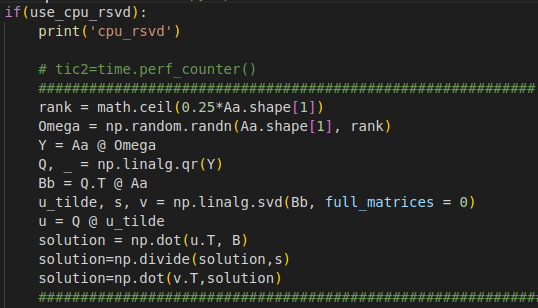 if(use_cpu_rsvd):
print('cpu_rsvd')
# tic2=time.perf_counter()
############################################################
rank = math.ceil(0.25*Aa.shape[1])
Omega = np.random.randn(Aa.shape[1], rank)
Y = Aa @ Omega
Q, _ = np.linalg.qr(Y)
Bb = Q.T @ Aa
u_tilde, s, v = np.linalg.svd(Bb, full_matrices = 0)
u = Q @ u_tilde
solution = np.dot(u.T, B)
solution=np.divide(solution,s)
solution=np.dot(v.T,solution)
############################################################